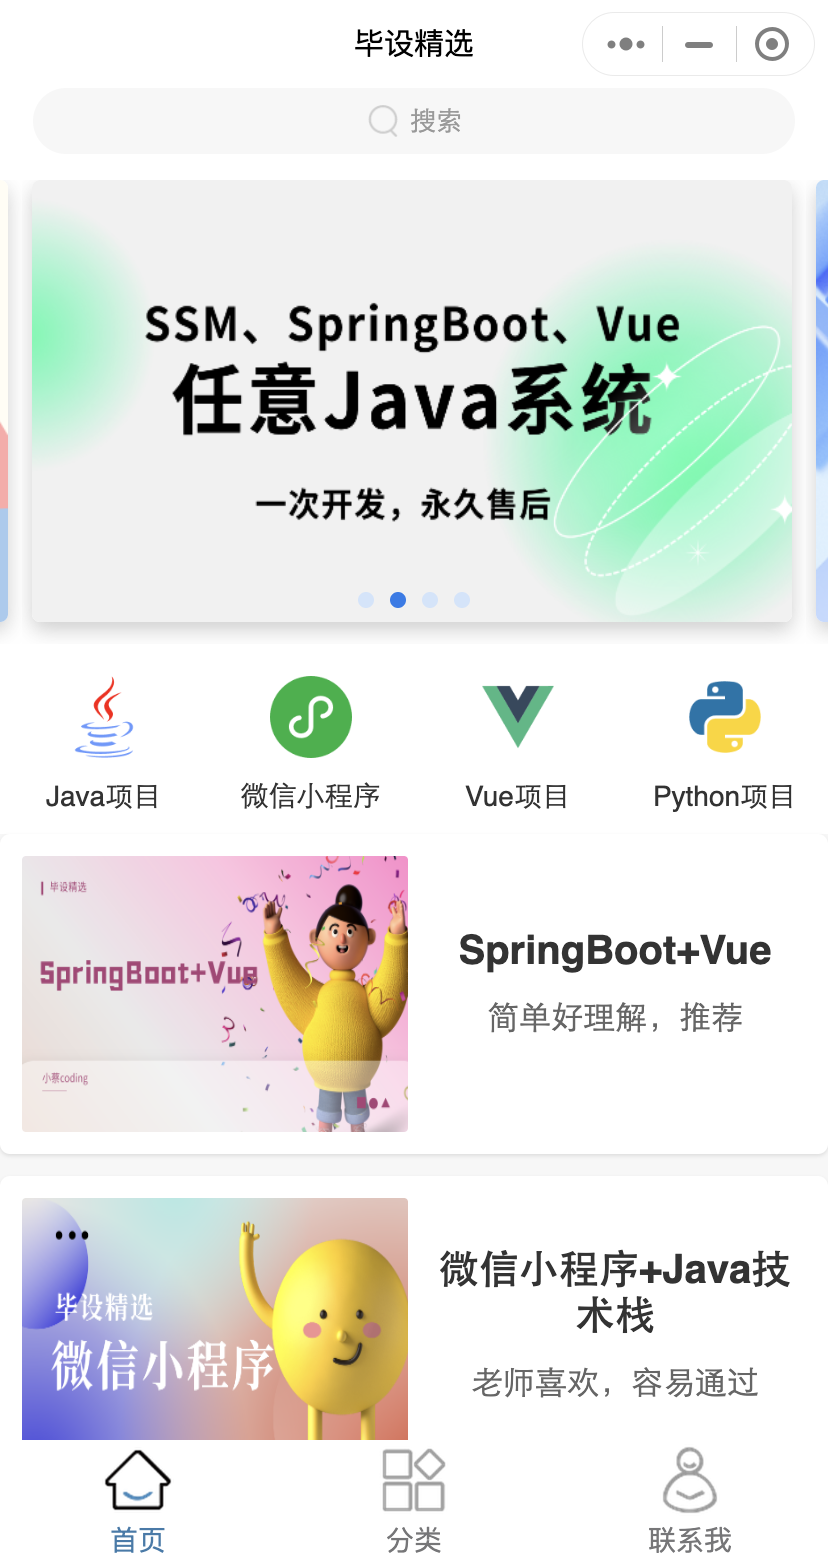 毕设精选
搜索
SSM、SpringBoot、Vue
任意Java系统
一次开发，永久售后
Java项目
微信小程序
Vue项目
Python项目
毕设精选
SpringBoot+Vue
小蔡coding
SpringBoot+Vue
简单好理解，推荐
毕设精选
微信小程序
微信小程序+Java技
术栈
老师喜欢，容易通过
首页
分类
联系我